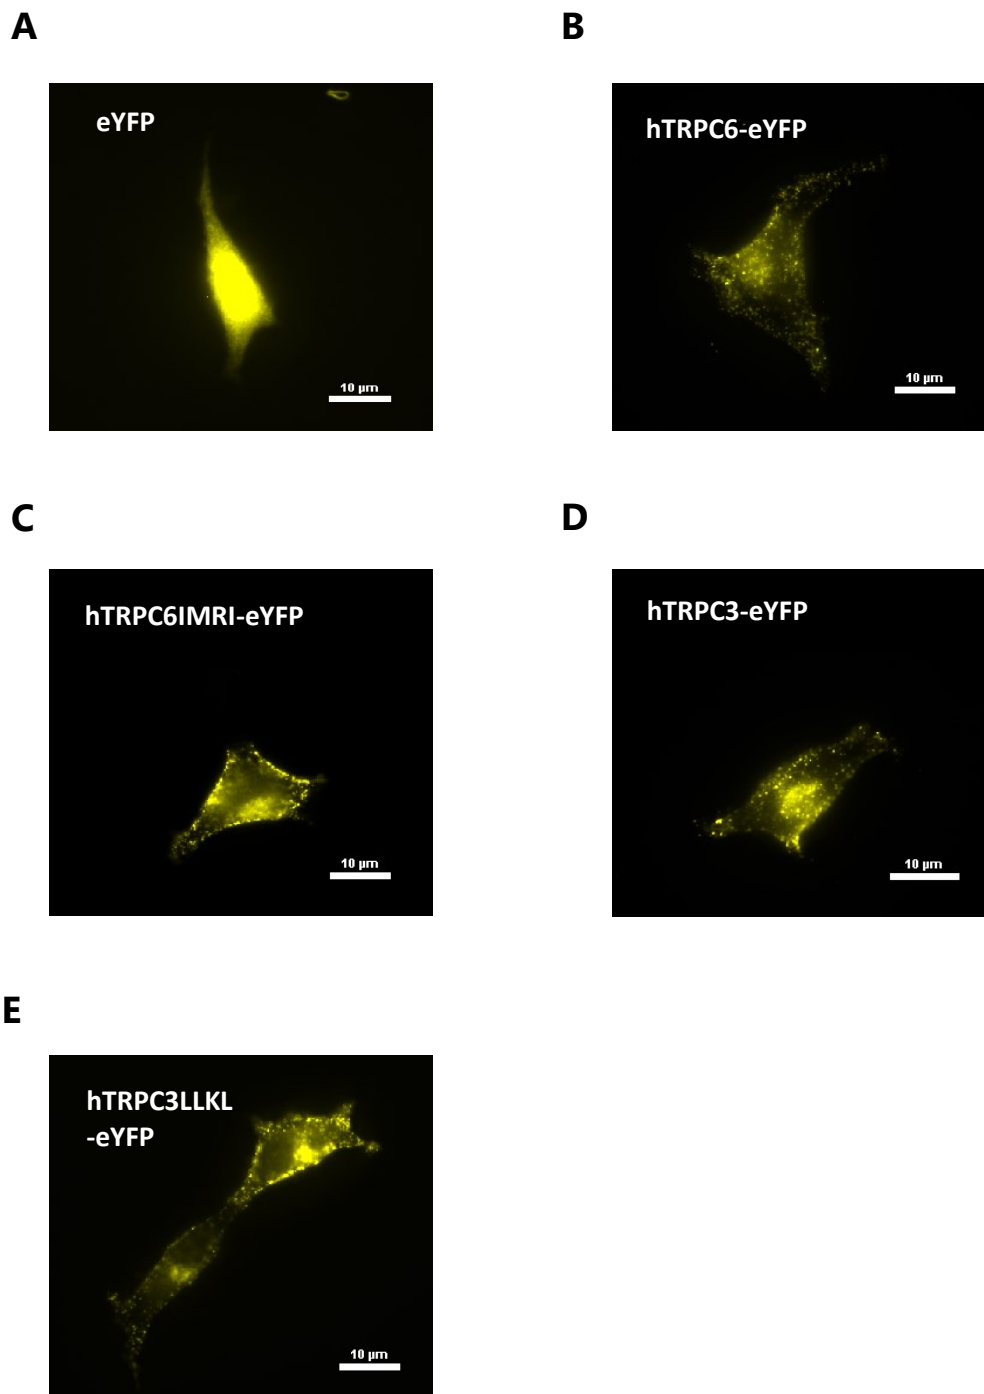 A
B
eYFP
hTRPC6-eYFP
10 µm
10 µm
C
D
hTRPC6IMRI-eYFP
hTRPC3-eYFP
10 µm
10 µm
E
hTRPC3LLKL
-eYFP
10 µm